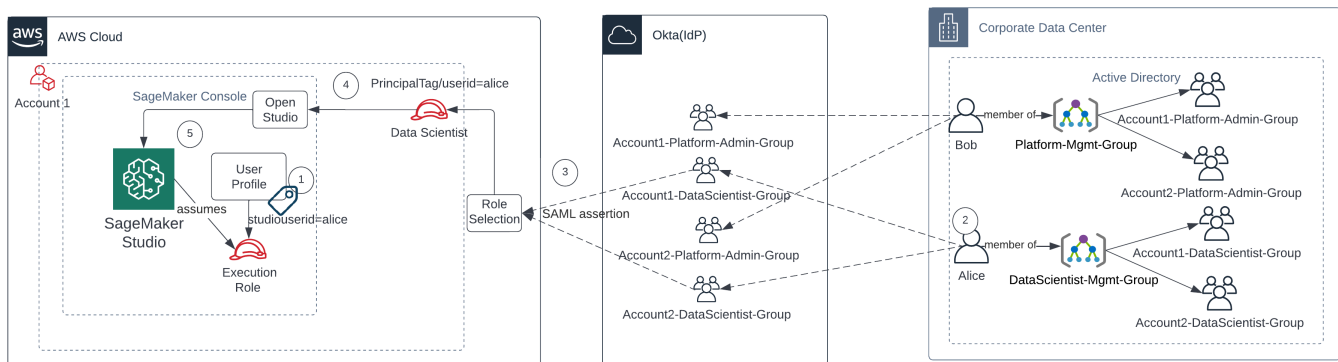 aws
AWS Cloud
Account 1
SageMaker Console
Open
Studio
4
PrincipalTag/userid=alice
Data Scientist
5
User
Profile
1
studiouserid=alice
SageMaker
Studio
assumes
Execution
Role
Role
Selection
3
SAML assertion
Okta(IdP)
Account1-Platform-Admin-Group
Account1-DataScientist-Group
Account2-Platform-Admin-Group
Account2-DataScientist-Group
Corporate Data Center
Active Directory
Bob
member of
Platform-Mgmt-Group
Account1-Platform-Admin-Group
Account2-Platform-Admin-Group
2
Alice
member of
DataScientist-Mgmt-Group
Account1-DataScientist-Group
Account2-DataScientist-Group